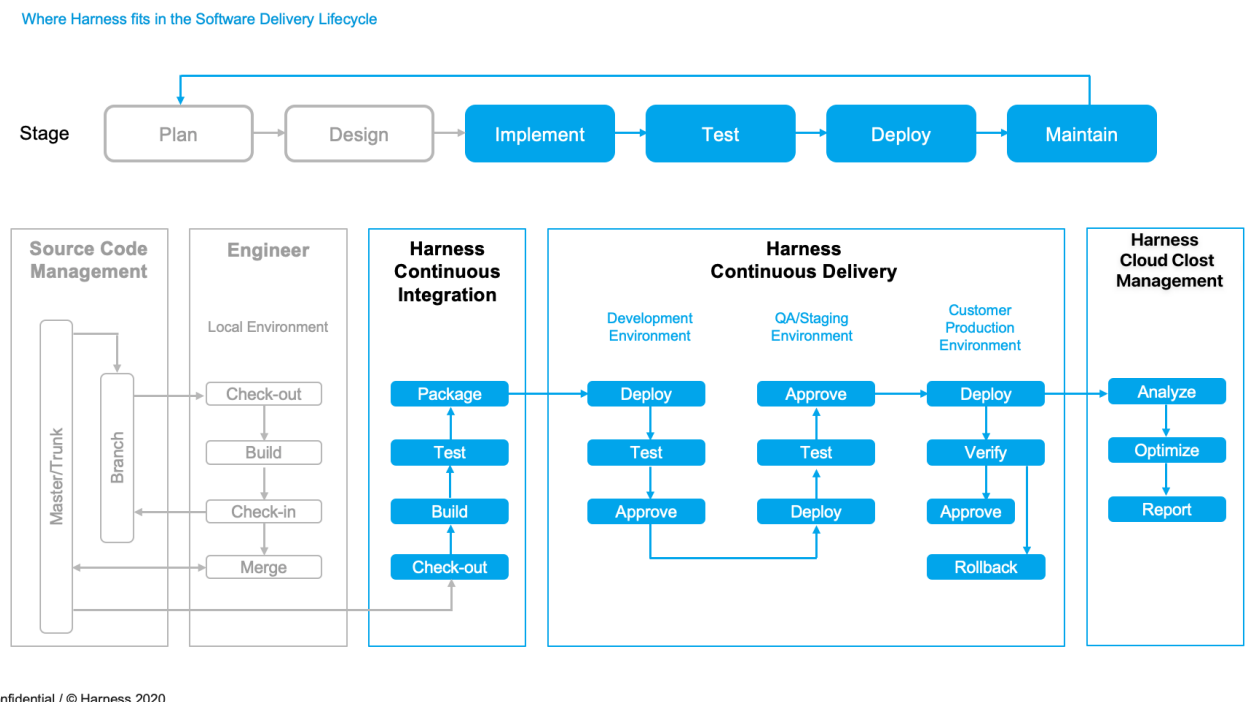 Where Harness fits in the Software Delivery Lifecycle
Stage
Plan
Design
Implement
Test
Deploy
Maintain
Source Code
Management
Master/Trunk
Branch
Engineer
Local Environment
Check-out
Build
Check-in
Merge
Harness
Continuous
Integration
Package
Test
Build
Check-out
Harness
Continuous Delivery
Development
Environment
Deploy
Test
Approve
QA/Staging
Environment
Approve
Test
Deploy
Customer
Production
Environment
Deploy
Verify
Approve
Rollback
Harness
Cloud Clost
Management
Analyze
Optimize
Report
nfidential / © Harness 2020